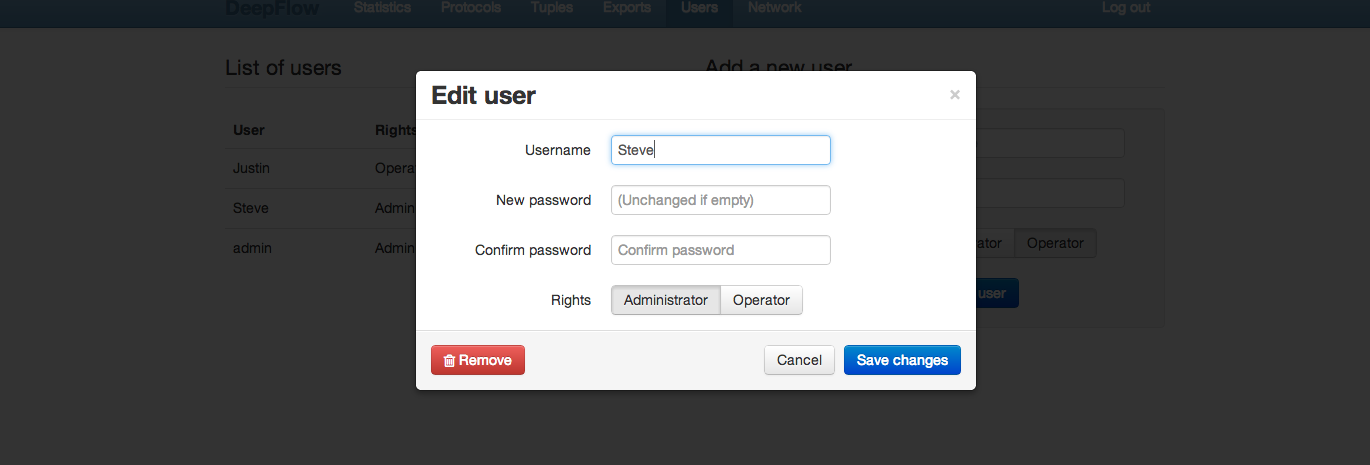 DeepFlow Statistics Protocols Tuples Exports Users Network Log out
List of users
Add a new user
Edit user
×
User Rights
Justin Opera
Steve Admin
admin Admin
Username Steve
New password (Unchanged if empty)
Confirm password Confirm password
Rights Administrator Operator
ator Operator
user
Remove Cancel Save changes